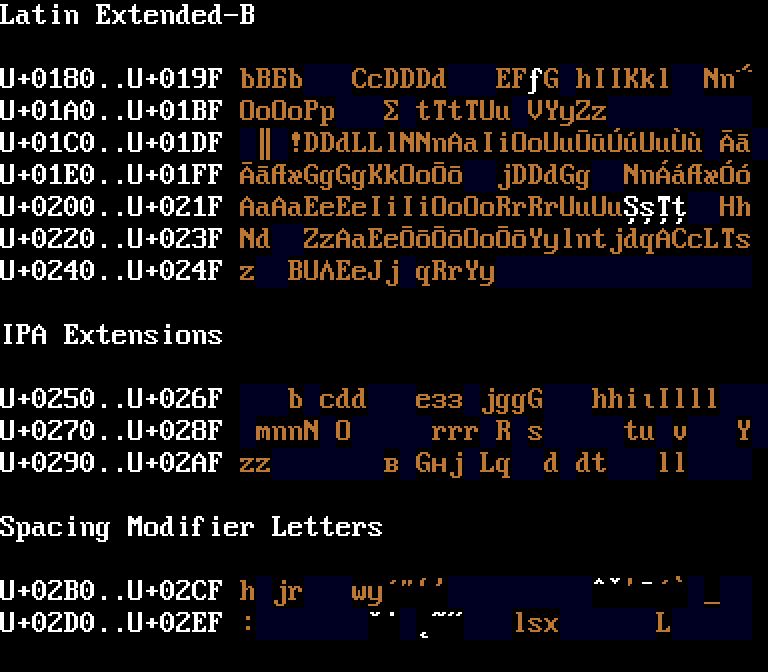 Latin Extended-B
U+0180..U+019F bBБb CcDDDd EFƒG hIIKkl Nn
U+01A0..U+01BF OoOoPp Σ tTtTUu VYyZz
U+01C0..U+01DF ǁ !DDdLLlNNnAaIiOoUuŪūÚúUuÙù Āā
U+01E0..U+01FF ĀāÆæGgGgKkOoŌō jDDdGg NnÁáÆæÓó
U+0200..U+021F AaAaEeEeIiIiOoOoRrRrUuUuȘșȚț Hh
U+0220..U+023F Nd ZzAaEeŌōŌōOoŌōYylntjdqACcLTs
U+0240..U+024F z BUΛEeJj qRrYy
IPA Extensions
U+0250..U+026F b cdd eзз jggG hhiιIlll
U+0270..U+028F mnnN O rrr R s tu v Y
U+0290..U+02AF zz в Gнj Lq d dt ll
Spacing Modifier Letters
U+02B0..U+02CF h jr wy _
U+02D0..U+02EF : lsx L